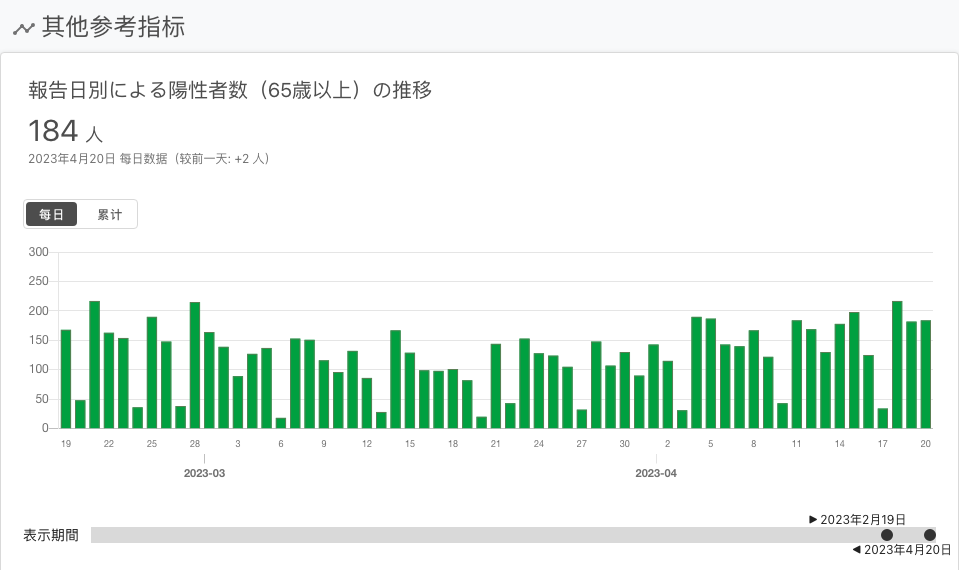 其他参考指标
報告日別による陽性者数（65歳以上）の推移
184 人
2023年4月20日 每日数据（较前一天: +2 人）
每日 累计
300
250
200
150
100
50
0
19 22 25 28 3 6 9 12 15 18 21 24 27 30 2 5 8 11 14 17 20
2023-03 2023-04
2023年2月19日
表示期間
2023年4月20日